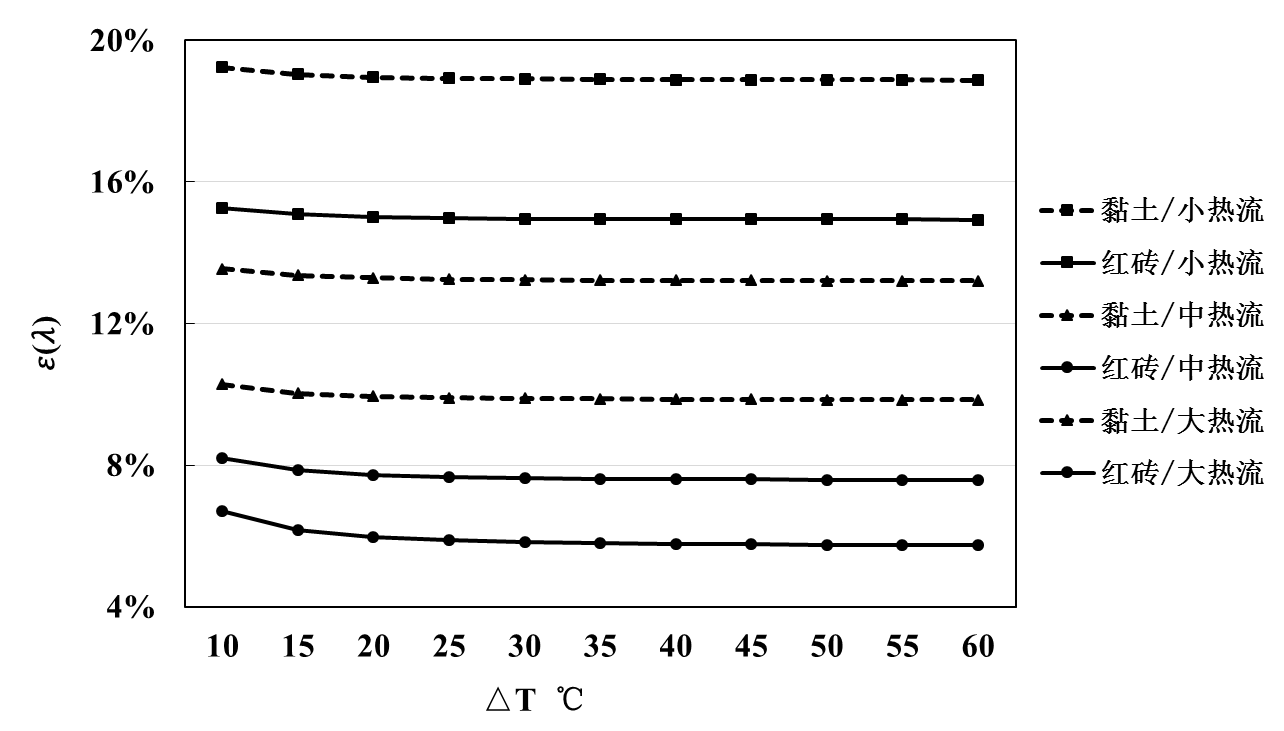 20%
16%
12%
8%
4%
ε(λ)
10 15 20 25 30 35 40 45 50 55 60
△T ℃
黏土/小热流
红砖/小热流
黏土/中热流
红砖/中热流
黏土/大热流
红砖/大热流